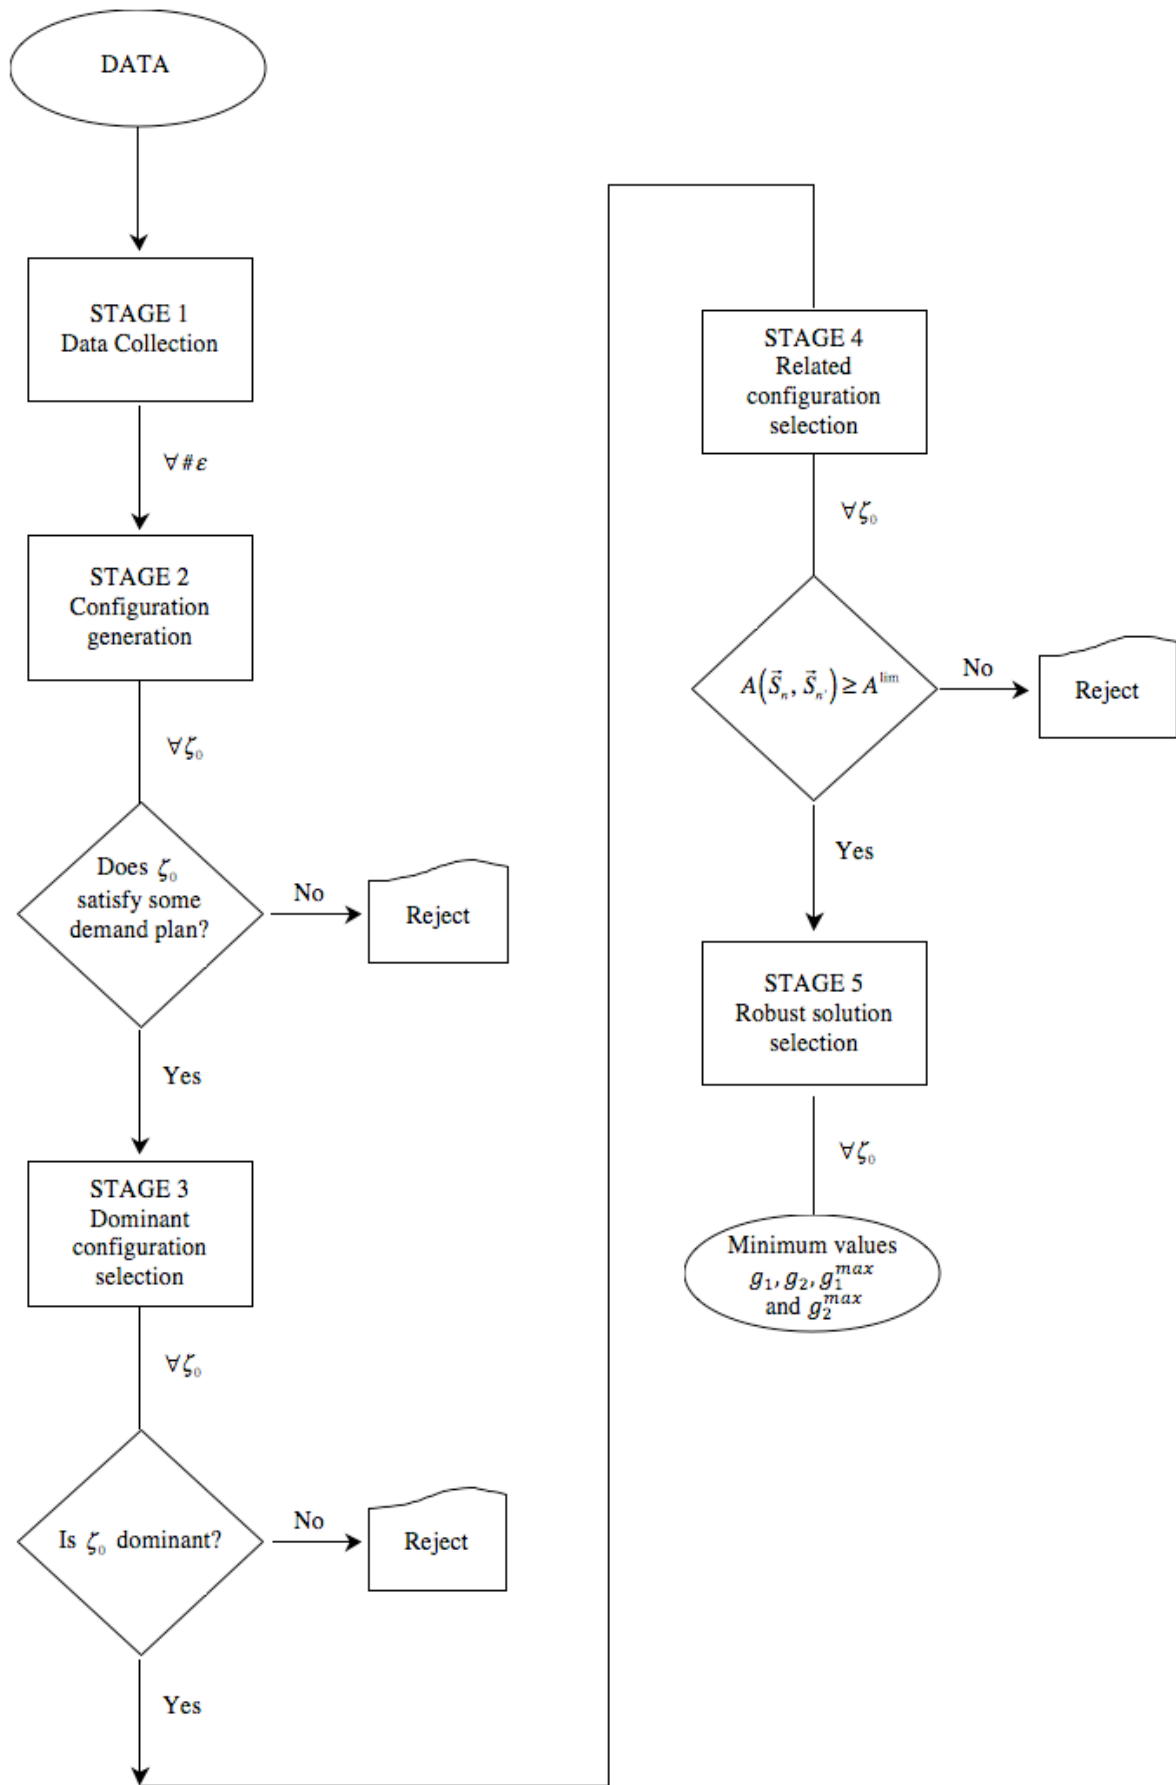 DATA
STAGE 1
Data Collection
∀#ε
STAGE 2
Configuration
generation
∀ζ₀
Does ζ₀
satisfy some
demand plan?
No
Reject
Yes
STAGE 3
Dominant
configuration
selection
∀ζ₀
Is ζ₀ dominant?
No
Reject
Yes
STAGE 4
Related
configuration
selection
∀ζ₀
A(S⃗ₙ, S⃗ₙ') ≥ A^lim
No
Reject
Yes
STAGE 5
Robust solution
selection
∀ζ₀
Minimum values
g₁, g₂, g₁^max
and g₂^max